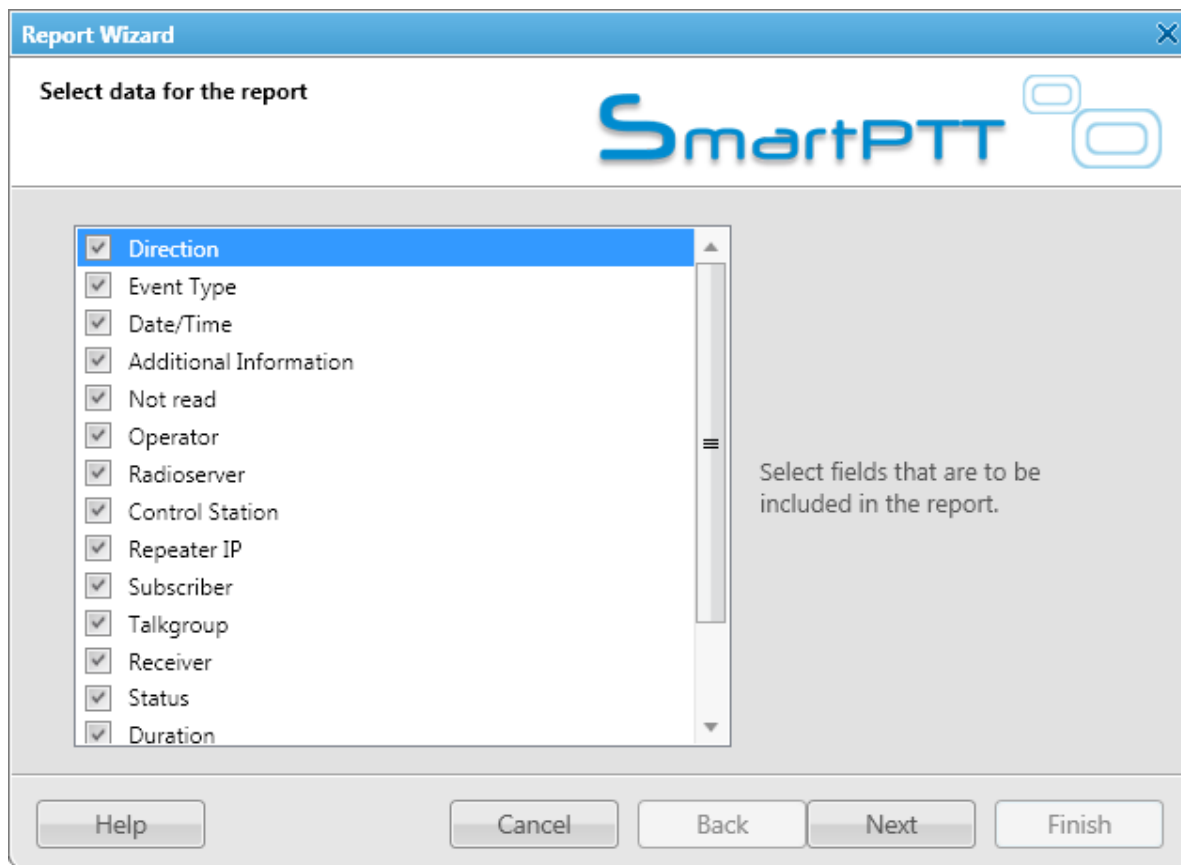 Report Wizard
Select data for the report
SmartPTT
Direction
Event Type
Date/Time
Additional Information
Not read
Operator
Radioserver
Control Station
Repeater IP
Subscriber
Talkgroup
Receiver
Status
Duration
Select fields that are to be
included in the report.
Help
Cancel
Back
Next
Finish